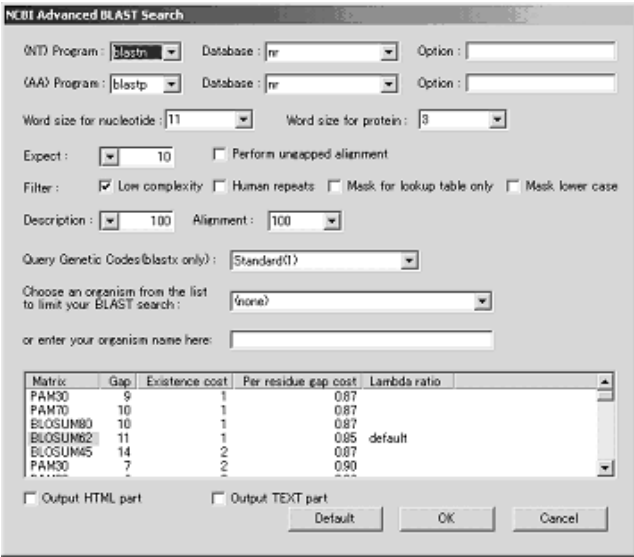 NCBI Advanced BLAST Search
(NT) Program : blastn Database : nr Option :
(AA) Program : blastp Database : nr Option :
Word size for nucleotide : 11 Word size for protein : 3
Expect : 10 Perform ungapped alignment
Filter : Low complexity Human repeats Mask for lookup table only Mask lower case
Description : 100 Alignment : 100
Query Genetic Codes(blastx only) : Standard(1)
Choose an organism from the list
to limit your BLAST search : (none)
or enter your organism name here:
Matrix Gap Existence cost Per residue gap cost Lambda ratio
PAM30 9 1 0.87
PAM70 10 1 0.87
BLOSUM80 10 1 0.87
BLOSUM62 11 1 0.85 default
BLOSUM45 14 2 0.87
PAM30 7 2 0.90
Output HTML part Output TEXT part
Default OK Cancel